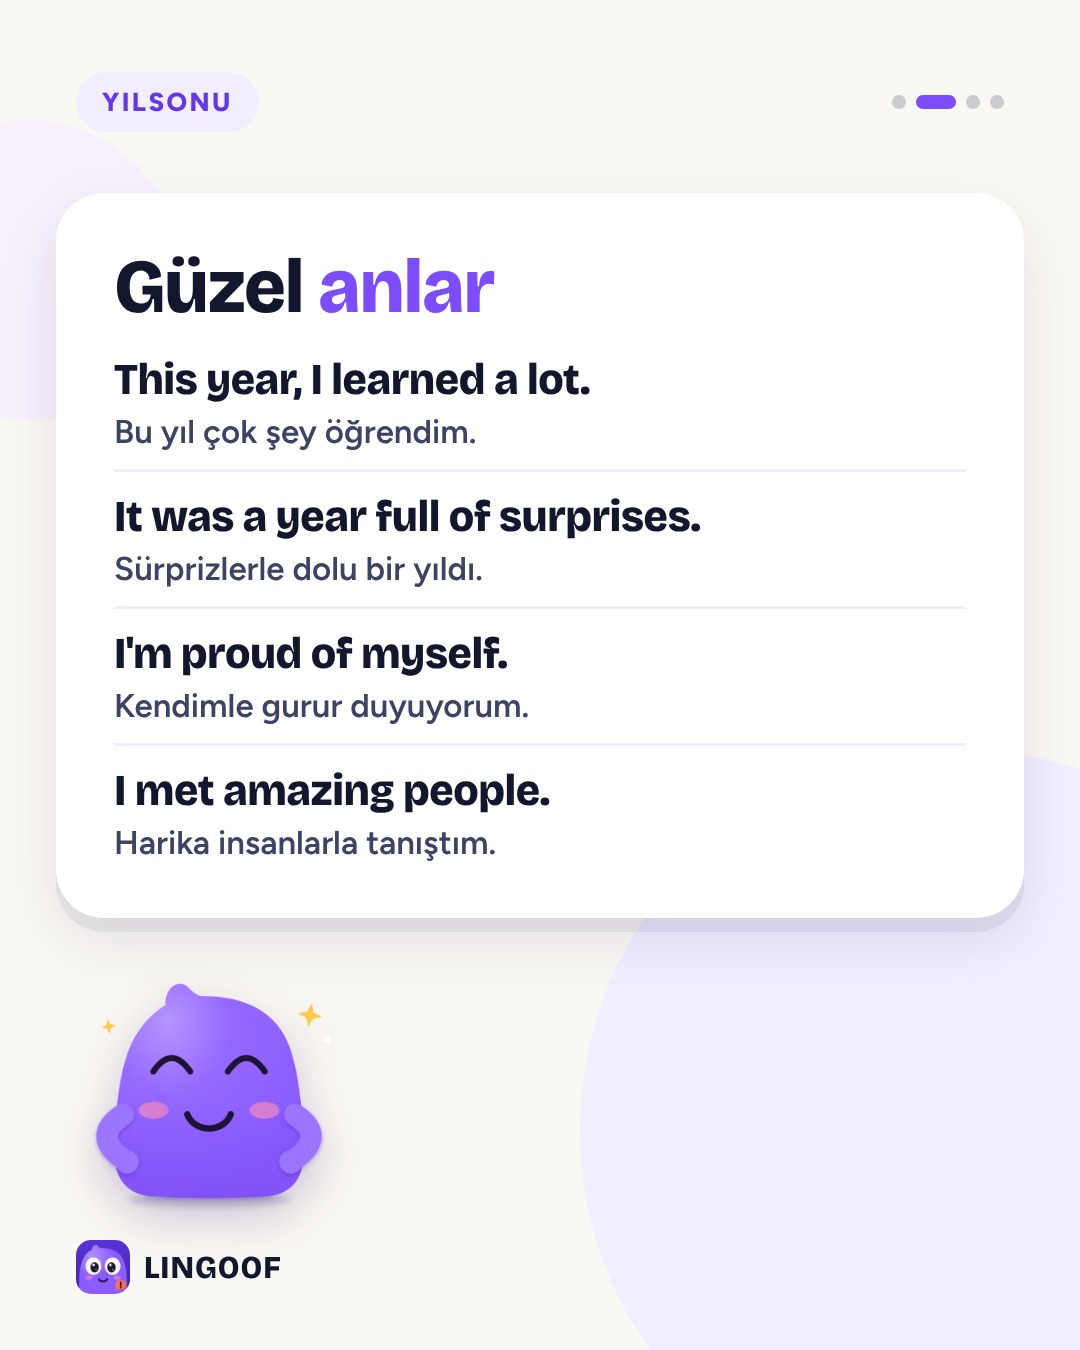 YILSONU
Güzel anlar
This year, I learned a lot.
Bu yıl çok şey öğrendim.
It was a year full of surprises.
Sürprizlerle dolu bir yıldı.
I'm proud of myself.
Kendimle gurur duyuyorum.
I met amazing people.
Harika insanlarla tanıştım.
LINGOOF